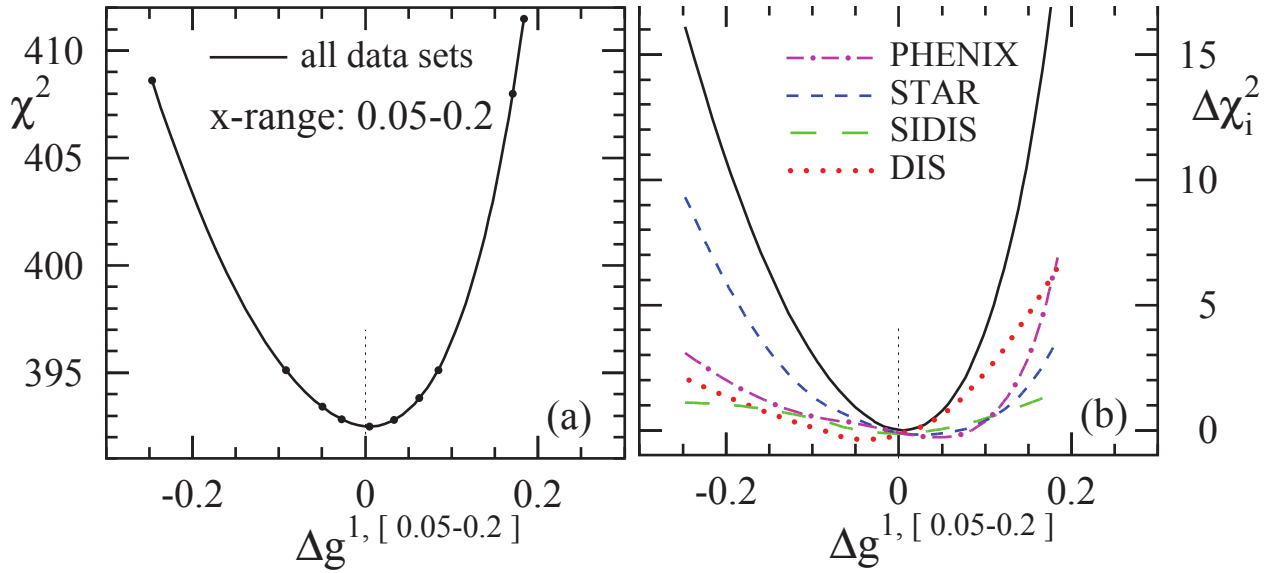 χ²
410
405
400
395
all data sets
x-range: 0.05-0.2
(a)
-0.2
0
0.2
Δg^1, [ 0.05-0.2 ]
PHENIX
STAR
SIDIS
DIS
15
Δχ_i^2
10
5
0
(b)
-0.2
0
0.2
Δg^1, [ 0.05-0.2 ]